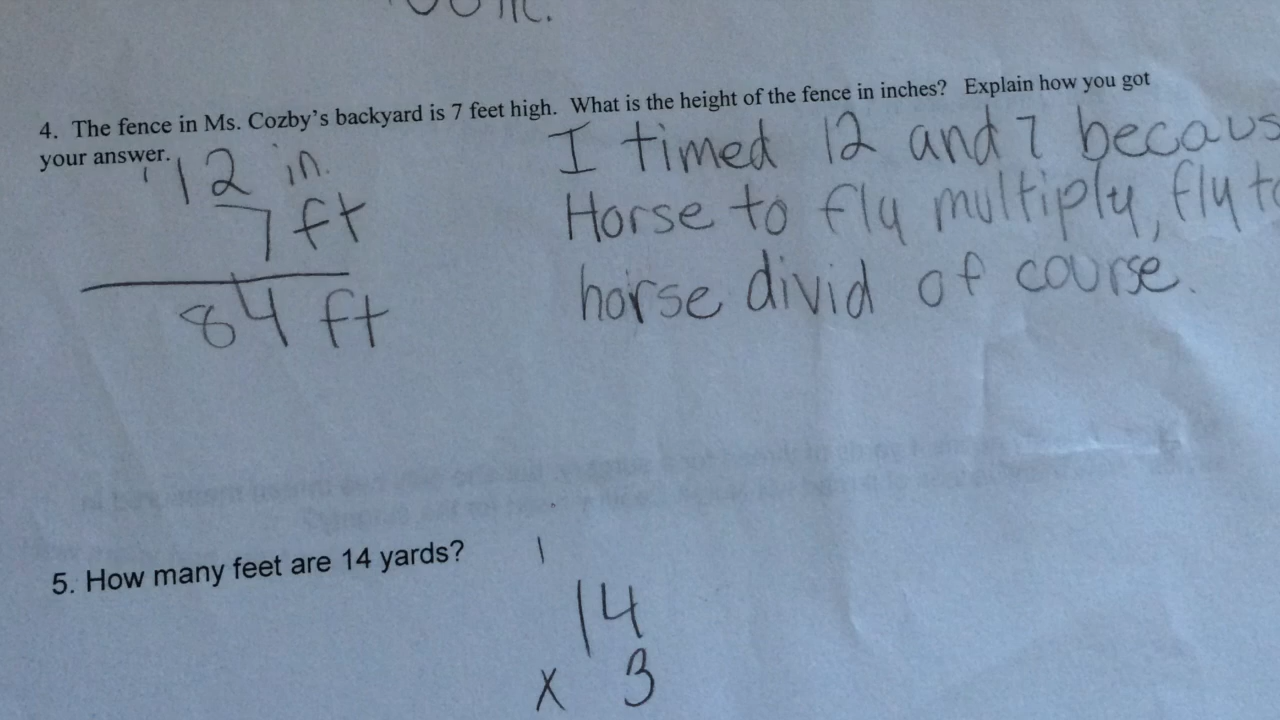 4. The fence in Ms. Cozby's backyard is 7 feet high. What is the height of the fence in inches? Explain how you got
your answer.
12 in.
7 ft
84 ft
I timed 12 and 7 becaus
Horse to fly multiply, fly to
horse divid of course.
5. How many feet are 14 yards?
1
14
x 3